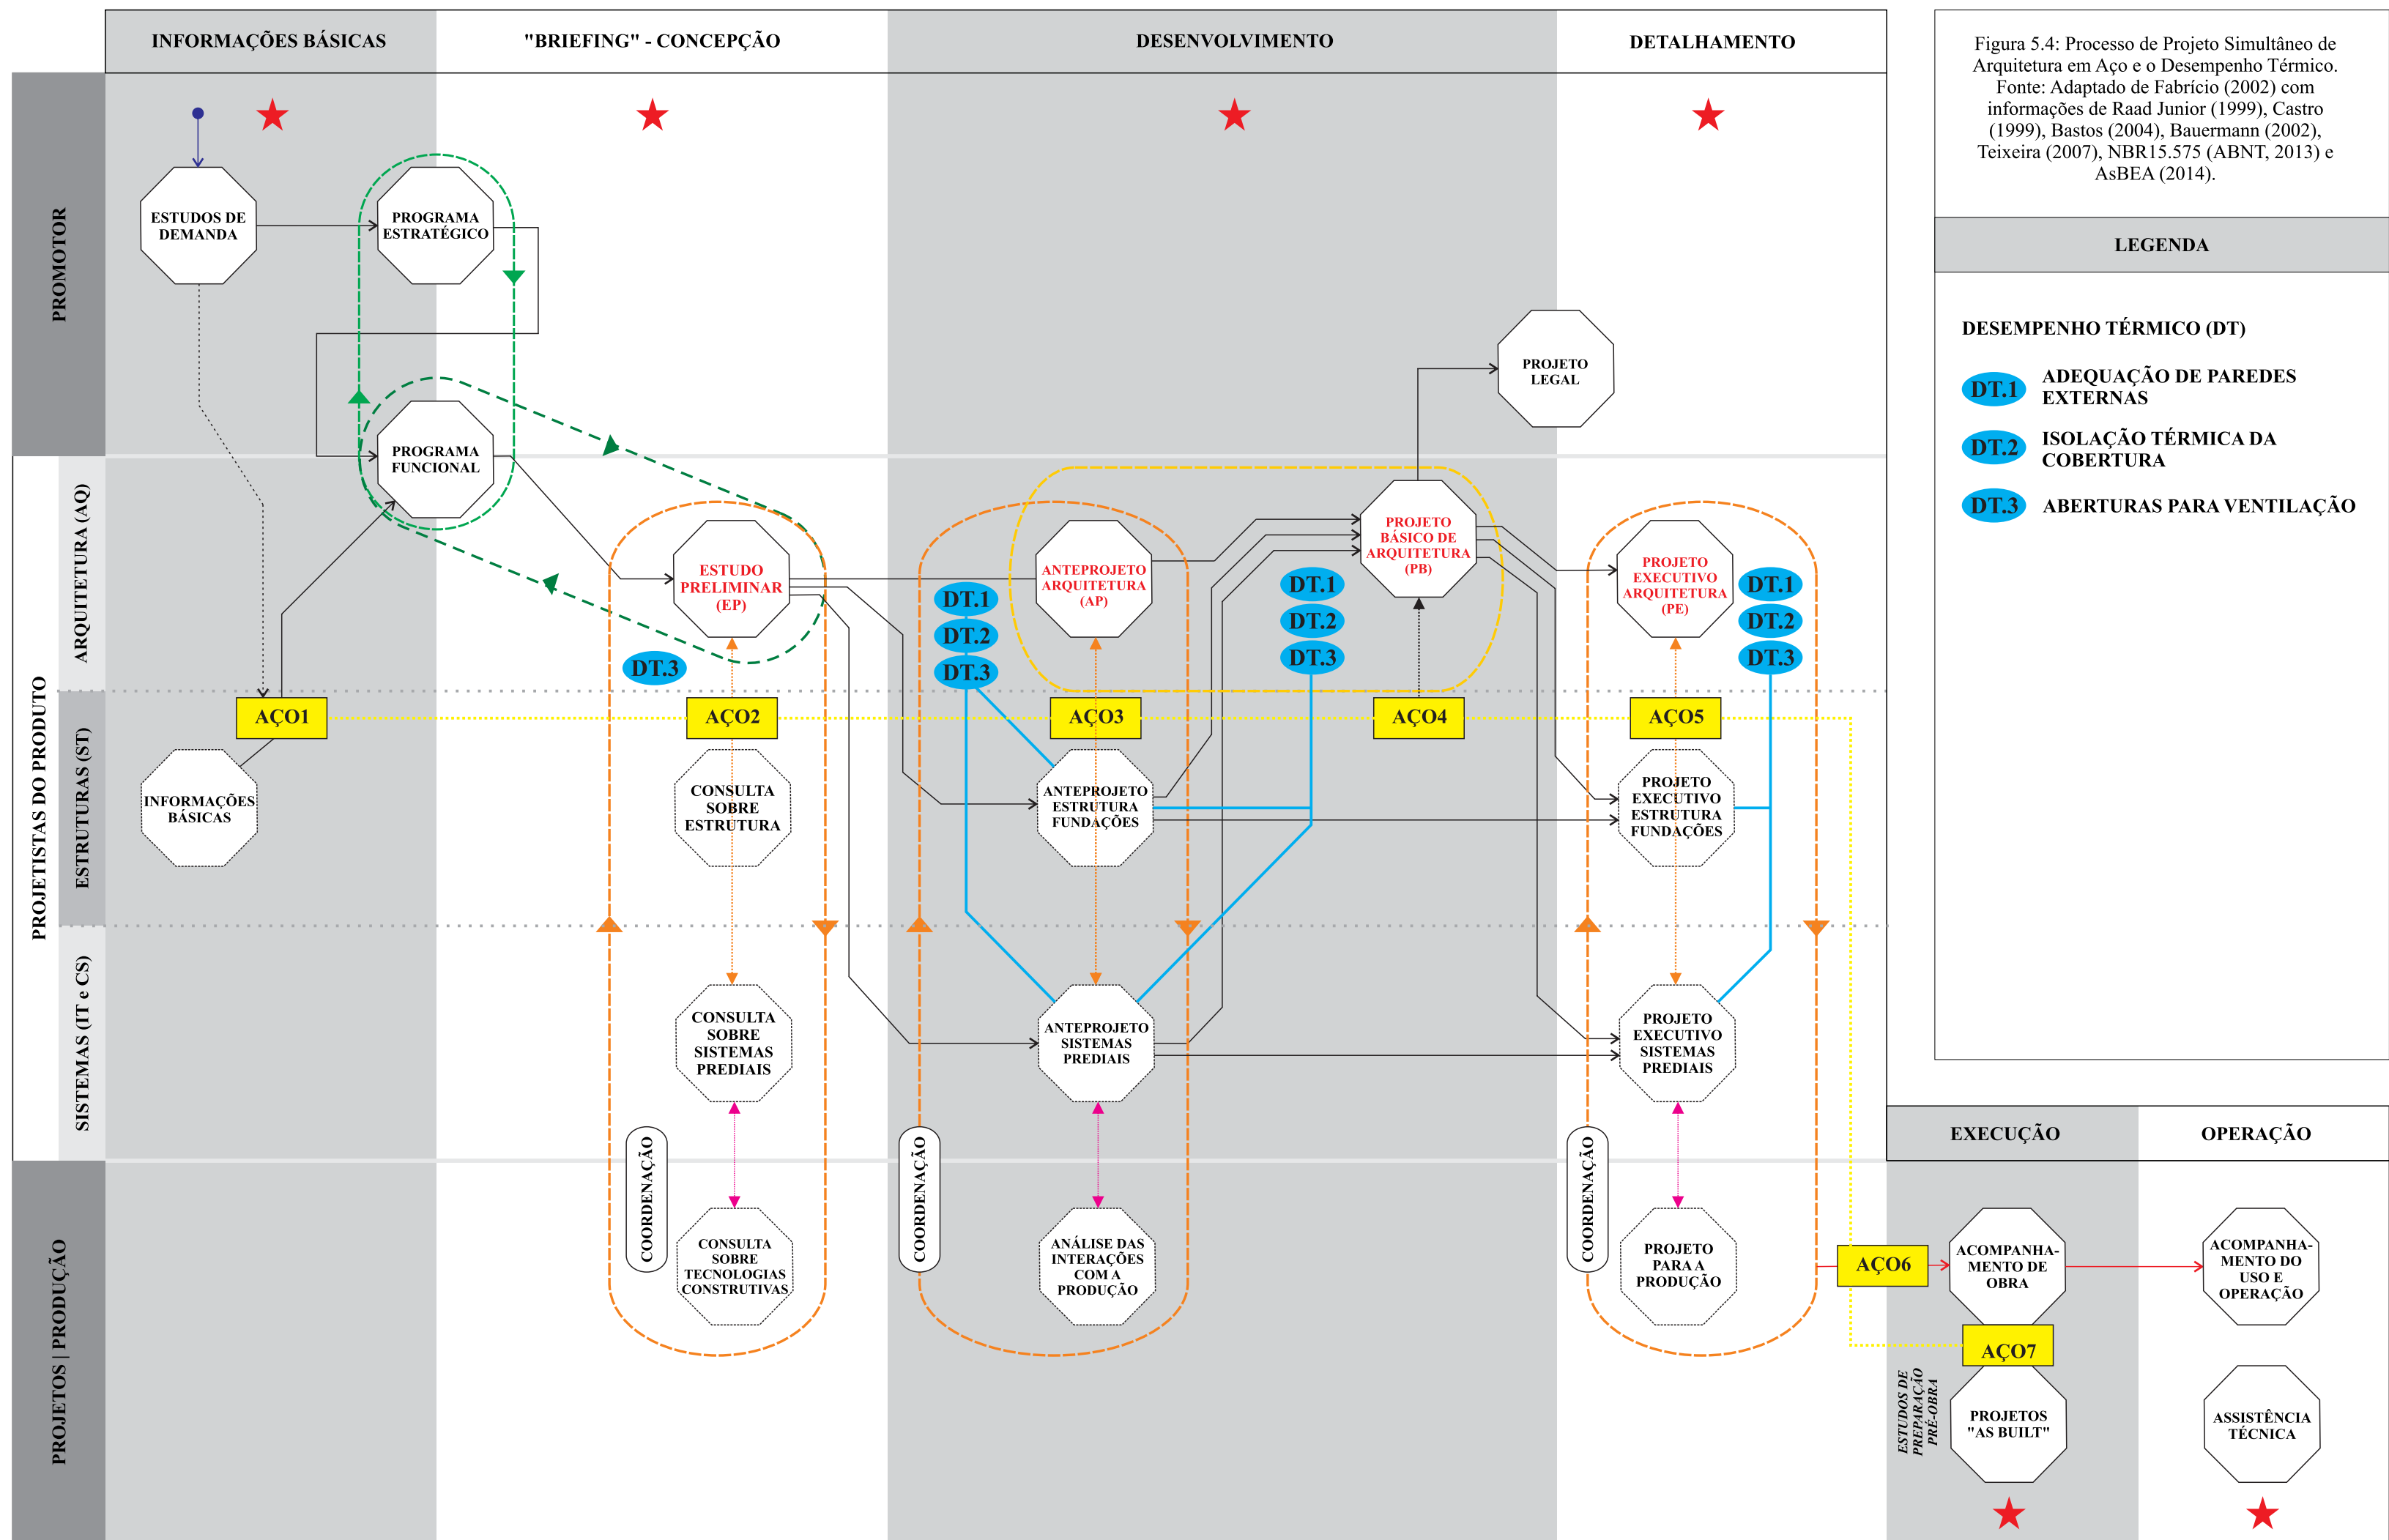 INFORMAÇÕES BÁSICAS
"BRIEFING" - CONCEPÇÃO
DESENVOLVIMENTO
DETALHAMENTO
Figura 5.4: Processo de Projeto Simultâneo de
Arquitetura em Aço e o Desempenho Térmico.
Fonte: Adaptado de Fabrício (2002) com
informações de Raad Junior (1999), Castro
(1999), Bastos (2004), Bauermann (2002),
Teixeira (2007), NBR15.575 (ABNT, 2013) e
AsBEA (2014).
LEGENDA
DESEMPENHO TÉRMICO (DT)
DT.1
ADEQUAÇÃO DE PAREDES
EXTERNAS
DT.2
ISOLAÇÃO TÉRMICA DA
COBERTURA
DT.3
ABERTURAS PARA VENTILAÇÃO
PROMOTOR
ESTUDOS DE
DEMANDA
PROGRAMA
ESTRATÉGICO
PROJETO
LEGAL
PROGRAMA
FUNCIONAL
PROJETISTAS DO PRODUTO
ARQUITETURA (AQ)
ESTUDO
PRELIMINAR
(EP)
DT.3
DT.1
DT.2
DT.3
ANTEPROJETO
ARQUITETURA
(AP)
DT.1
DT.2
DT.3
PROJETO
BÁSICO DE
ARQUITETURA
(PB)
PROJETO
EXECUTIVO
ARQUITETURA
(PE)
DT.1
DT.2
DT.3
ESTRUTURAS (ST)
AÇO1
AÇO2
AÇO3
AÇO4
AÇO5
INFORMAÇÕES
BÁSICAS
CONSULTA
SOBRE
ESTRUTURA
ANTEPROJETO
ESTRUTURA
FUNDAÇÕES
PROJETO
EXECUTIVO
ESTRUTURA
FUNDAÇÕES
SISTEMAS (IT e CS)
CONSULTA
SOBRE
SISTEMAS
PREDIAIS
ANTEPROJETO
SISTEMAS
PREDIAIS
PROJETO
EXECUTIVO
SISTEMAS
PREDIAIS
EXECUÇÃO
OPERAÇÃO
PROJETOS | PRODUÇÃO
COORDENAÇÃO
CONSULTA
SOBRE
TECNOLOGIAS
CONSTRUTIVAS
COORDENAÇÃO
ANÁLISE DAS
INTERAÇÕES
COM A
PRODUÇÃO
COORDENAÇÃO
PROJETO
PARA A
PRODUÇÃO
AÇO6
ACOMPANHA-
MENTO DE
OBRA
ACOMPANHA-
MENTO DO
USO E
OPERAÇÃO
AÇO7
ESTUDOS DE
PREPARAÇÃO
PRÉ-OBRA
PROJETOS
"AS BUILT"
ASSISTÊNCIA
TÉCNICA